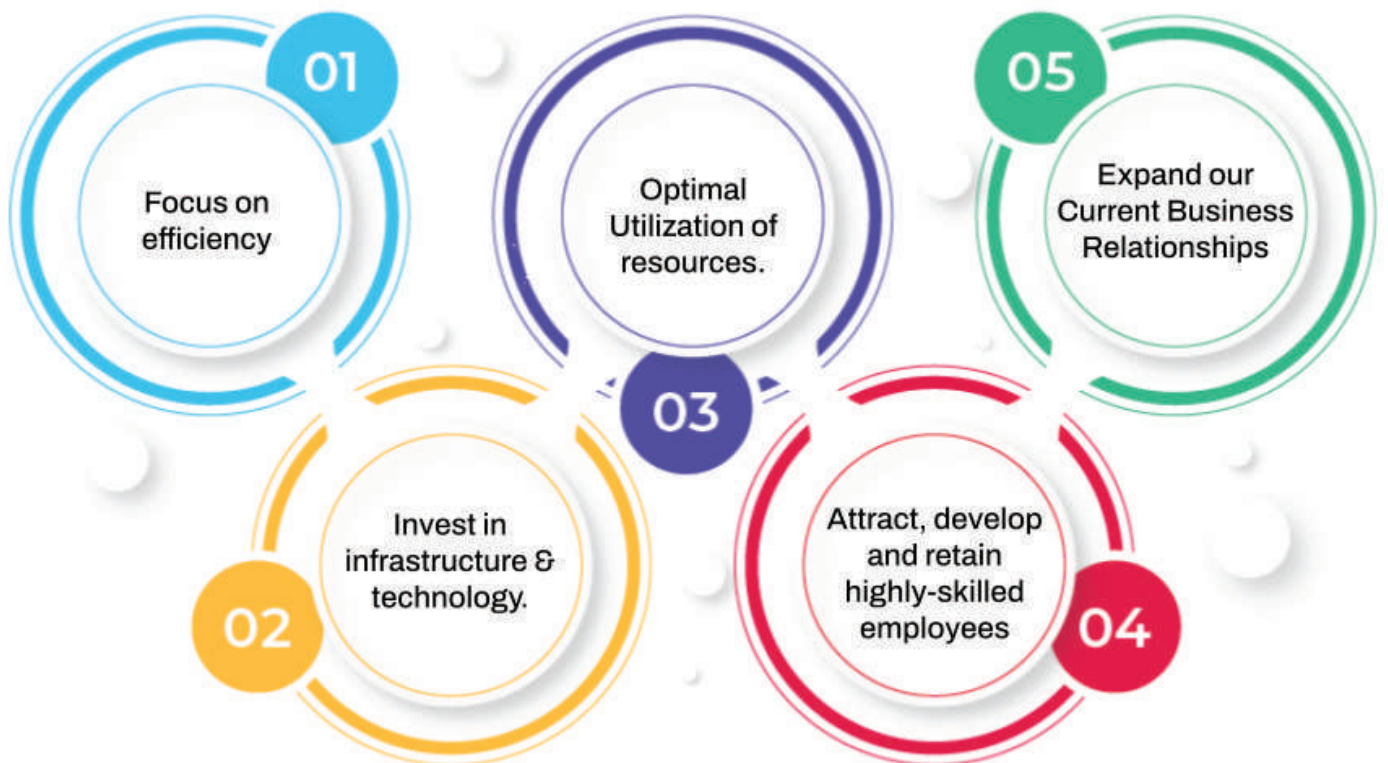 01
Focus on
efficiency
02
Invest in
infrastructure &
technology.
03
Optimal
Utilization of
resources.
04
Attract, develop
and retain
highly-skilled
employees
05
Expand our
Current Business
Relationships